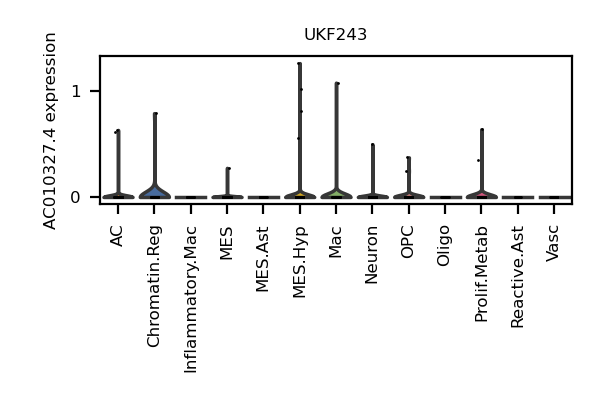 UKF243
AC010327.4 expression
1
0
AC
Chromatin.Reg
Inflammatory.Mac
MES
MES.Ast
MES.Hyp
Mac
Neuron
OPC
Oligo
Prolif.Metab
Reactive.Ast
Vasc